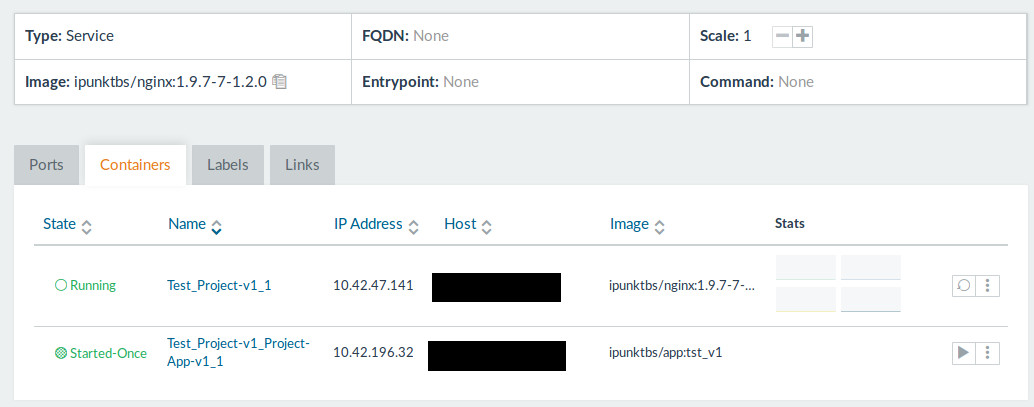 Type: Service
FQDN: None
Scale: 1
Image: ipunktbs/nginx:1.9.7-7-1.2.0
Entrypoint: None
Command: None
Ports
Containers
Labels
Links
State
Name
IP Address
Host
Image
Stats
Running
Test_Project-v1_1
10.42.47.141
ipunktbs/nginx:1.9.7-7-...
Started-Once
Test_Project-v1_Project-
App-v1_1
10.42.196.32
ipunktbs/app:tst_v1